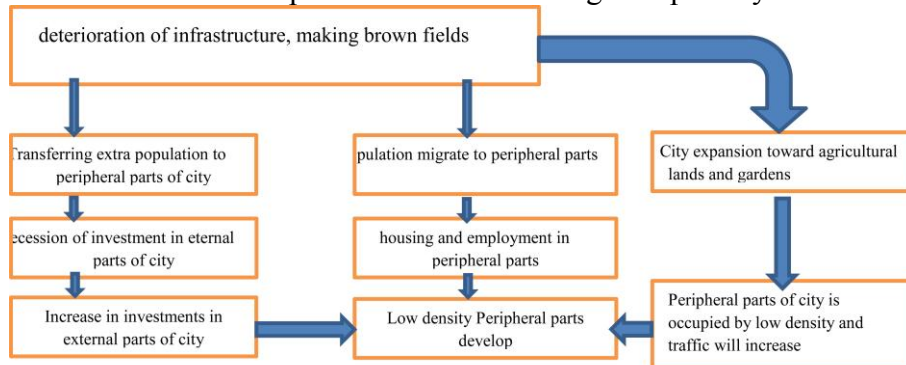 deterioration of infrastructure, making brown fields
Transferring extra population to
peripheral parts of city
pulation migrate to peripheral parts
City expansion toward agricultural
lands and gardens
ecession of investment in eternal
parts of city
housing and employment in
peripheral parts
Increase in investments in
external parts of city
Low density Peripheral parts
develop
Peripheral parts of city is
occupied by low density and
traffic will increase